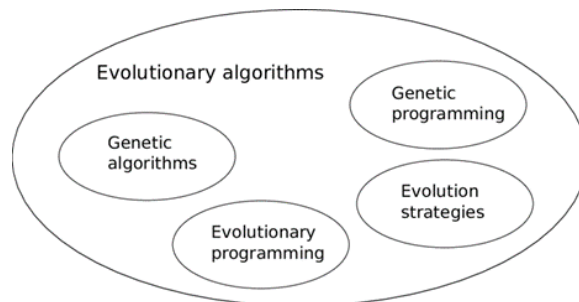 Evolutionary algorithms
Genetic
programming
Genetic
algorithms
Evolution
strategies
Evolutionary
programming